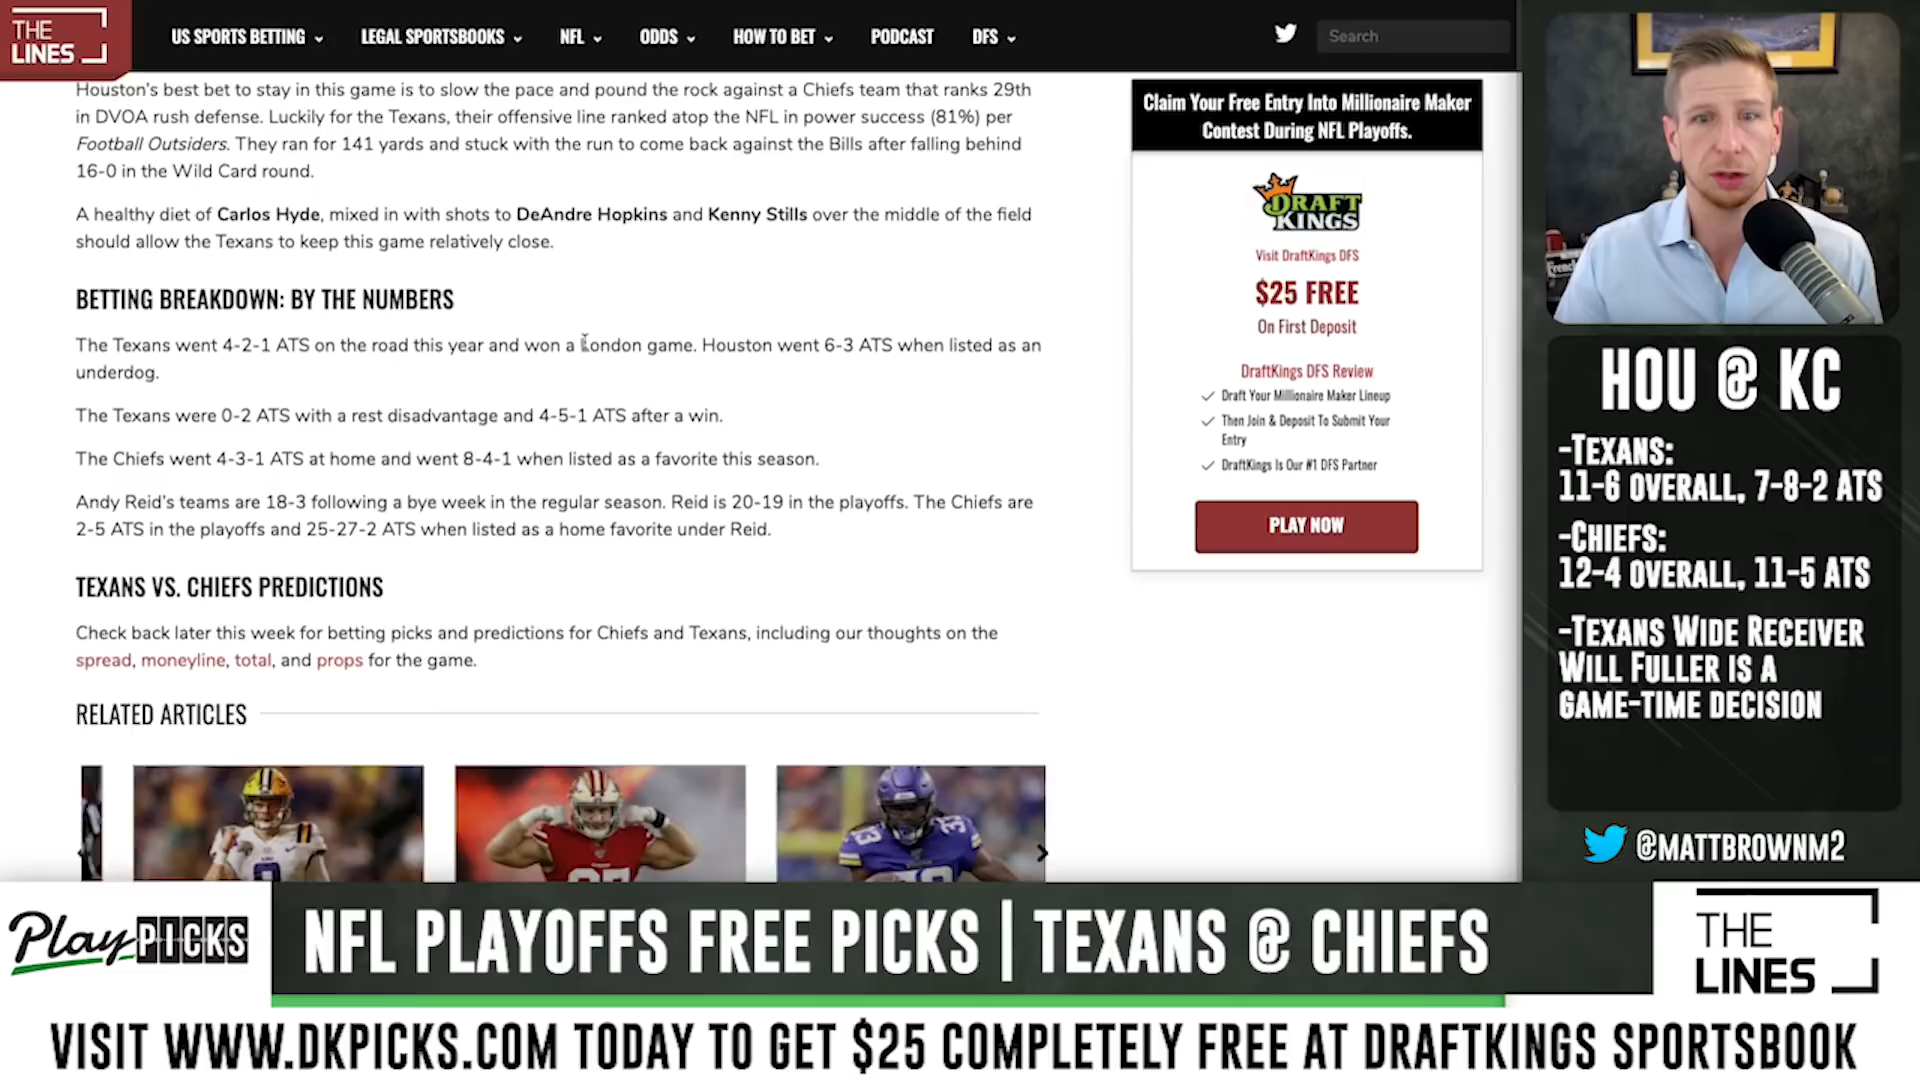 THE
LINES
US SPORTS BETTING
LEGAL SPORTSBOOKS
NFL
ODDS
HOW TO BET
PODCAST
DFS
Search
Houston's best bet to stay in this game is to slow the pace and pound the rock against a Chiefs team that ranks 29th
in DVOA rush defense. Luckily for the Texans, their offensive line ranked atop the NFL in power success (81%) per
Football Outsiders. They ran for 141 yards and stuck with the run to come back against the Bills after falling behind
16-0 in the Wild Card round.
A healthy diet of Carlos Hyde, mixed in with shots to DeAndre Hopkins and Kenny Stills over the middle of the field
should allow the Texans to keep this game relatively close.
BETTING BREAKDOWN: BY THE NUMBERS
The Texans went 4-2-1 ATS on the road this year and won a London game. Houston went 6-3 ATS when listed as an
underdog.
The Texans were 0-2 ATS with a rest disadvantage and 4-5-1 ATS after a win.
The Chiefs went 4-3-1 ATS at home and went 8-4-1 when listed as a favorite this season.
Andy Reid's teams are 18-3 following a bye week in the regular season. Reid is 20-19 in the playoffs. The Chiefs are
2-5 ATS in the playoffs and 25-27-2 ATS when listed as a home favorite under Reid.
TEXANS VS. CHIEFS PREDICTIONS
Check back later this week for betting picks and predictions for Chiefs and Texans, including our thoughts on the
spread, moneyline, total, and props for the game.
RELATED ARTICLES
Claim Your Free Entry Into Millionaire Maker
Contest During NFL Playoffs.
DRAFT
KINGS
Visit DraftKings DFS
$25 FREE
On First Deposit
DraftKings DFS Review
Draft Your Millionaire Maker Lineup
Then Join & Deposit To Submit Your
Entry
DraftKings Is Our #1 DFS Partner
PLAY NOW
HOU @ KC
-TEXANS:
11-6 OVERALL, 7-8-2 ATS
-CHIEFS:
12-4 OVERALL, 11-5 ATS
-TEXANS WIDE RECEIVER
WILL FULLER IS A
GAME-TIME DECISION
@MATTBROWNM2
Play PICKS
NFL PLAYOFFS FREE PICKS | TEXANS @ CHIEFS
THE
LINES
VISIT WWW.DKPICKS.COM TODAY TO GET $25 COMPLETELY FREE AT DRAFTKINGS SPORTSBOOK